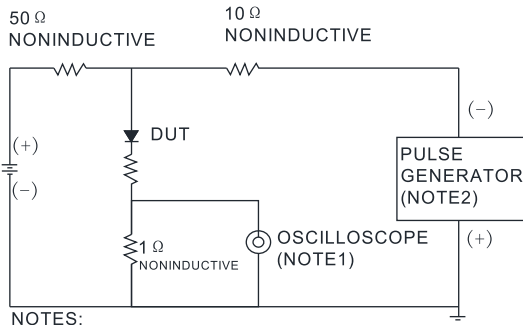 50 Ω
NONINDUCTIVE
10 Ω
NONINDUCTIVE
(+)
(-)
DUT
1 Ω
NONINDUCTIVE
OSCILLOSCOPE
(NOTE1)
(-)
PULSE
GENERATOR
(NOTE2)
(+)
NOTES: